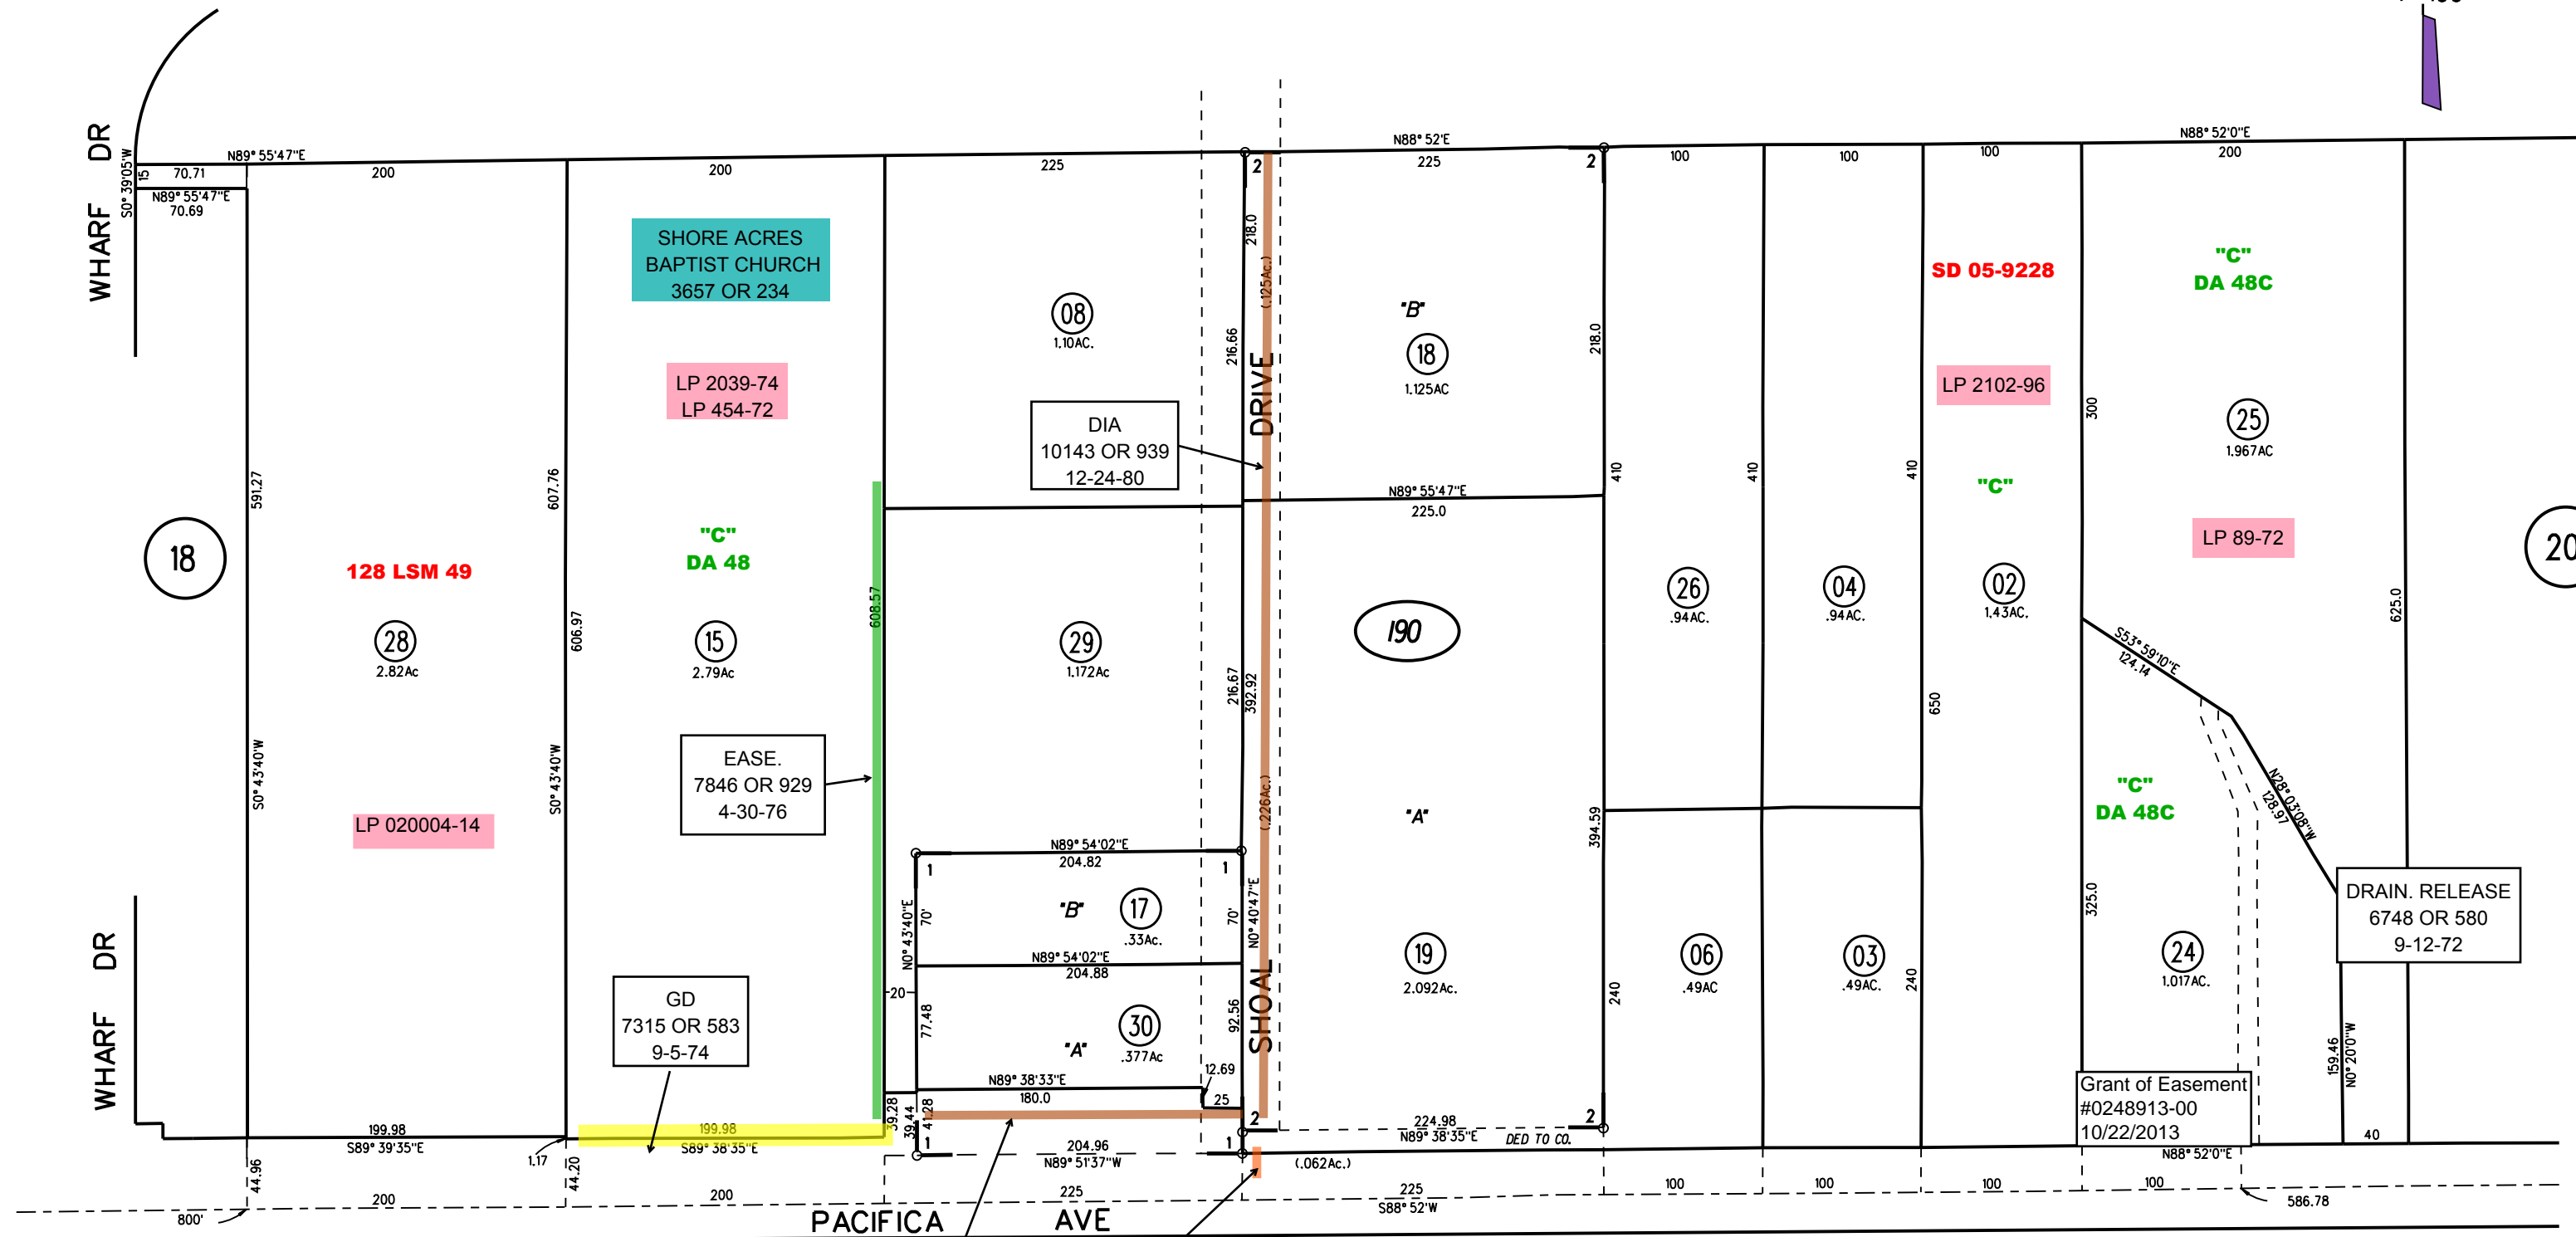 WHARF DR
S0° 39'05"W
15
N89° 55'47"E
70.71
N89° 55'47"E
70.69
200
200
225
N88° 52'E
225
2
2
100
100
100
N88° 52'0"E
200
SHORE ACRES
BAPTIST CHURCH
3657 OR 234
LP 2039-74
LP 454-72
08
1.10AC.
218.0
(.125Ac.)
216.66
DRIVE
"B"
18
1.125AC
218.0
SD 05-9228
LP 2102-96
"C"
DA 48C
300
25
1.967AC
LP 89-72
DIA
10143 OR 939
12-24-80
N89° 55'47"E
225.0
591.27
607.76
410
410
410
"C"
18
128 LSM 49
28
2.82Ac
"C"
DA 48
606.97
15
2.79Ac
608.57
29
1.172Ac
190
26
.94AC.
04
.94AC.
02
1.43AC.
625.0
20
S53° 59'10"E
124.14
216.67
392.92
650
S0° 43'40"W
S0° 43'40"W
LP 020004-14
EASE.
7846 OR 929
4-30-76
(.226Ac.)
"A"
394.59
"C"
DA 48C
N28° 03'08"W
128.97
N89° 54'02"E
204.82
1
1
N0° 43'40"E
70'
"B"
17
.33Ac.
70'
N0° 40'47"E
325.0
DRAIN. RELEASE
6748 OR 580
9-12-72
WHARF DR
N89° 54'02"E
204.88
20
19
2.092Ac.
06
.49AC
03
.49AC.
24
1.017AC.
240
240
GD
7315 OR 583
9-5-74
77.48
"A"
30
.377Ac
92.56
SHOAL
159.46
N0° 20'0"W
N89° 38'33"E
180.0
12.69
25
Grant of Easement
#0248913-00
10/22/2013
39.28
39.44
41.28
2
2
199.98
S89° 39'35"E
199.98
S89° 38'35"E
1
204.96
N89° 51'37"W
1
224.98
N89° 38'35"E
DED TO CO.
40
N88° 52'0"E
1.17
44.96
44.20
(.062Ac.)
800'
200
200
225
225
S88° 52'W
100
100
100
100
586.78
PACIFICA AVE